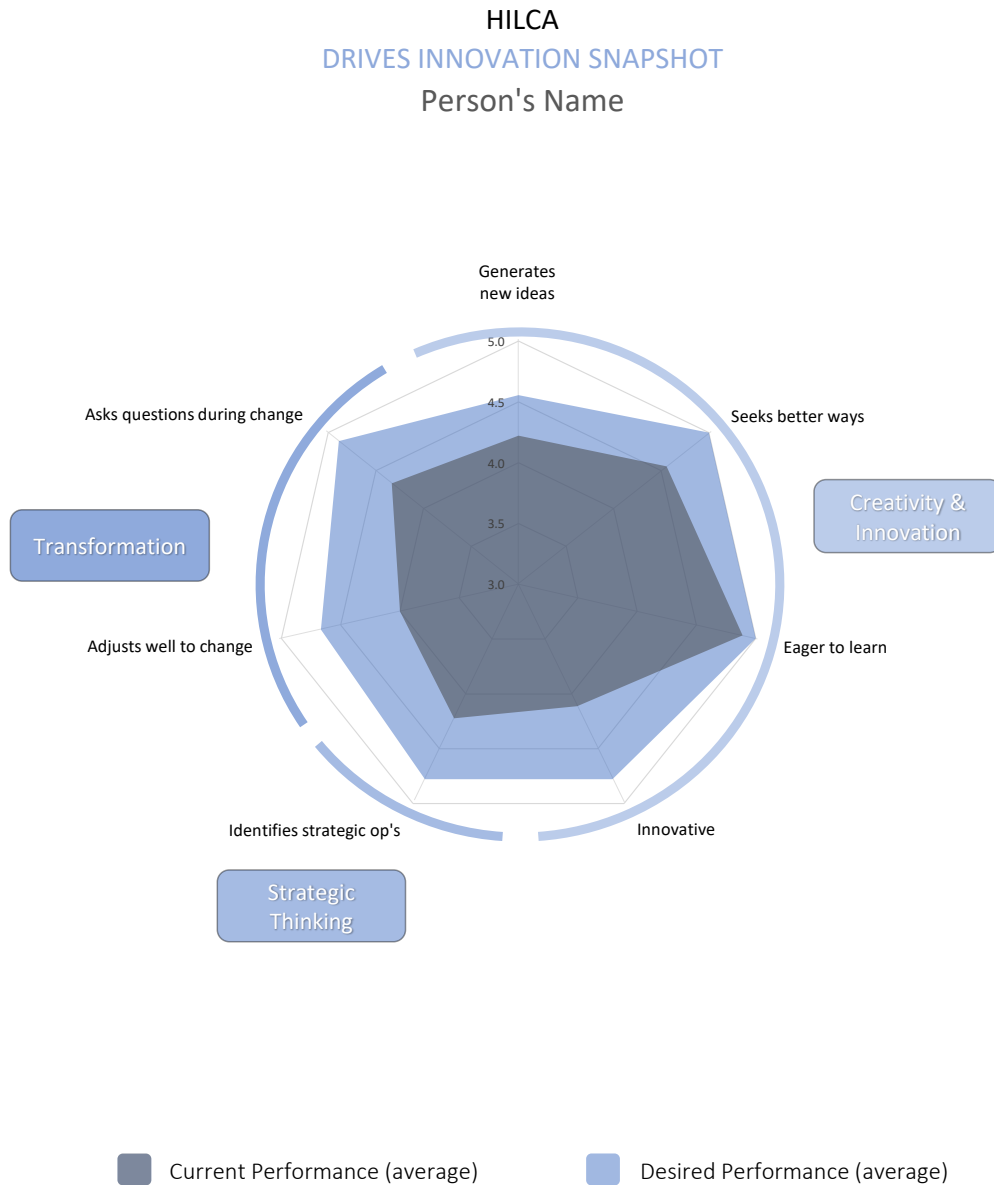 HILCA
DRIVES INNOVATION SNAPSHOT
Person's Name
Generates
new ideas
5.0
Asks questions during change
4.5
Seeks better ways
4.0
Creativity &
Innovation
3.5
Transformation
3.0
Adjusts well to change
Eager to learn
Identifies strategic op's
Innovative
Strategic
Thinking
Current Performance (average)
Desired Performance (average)